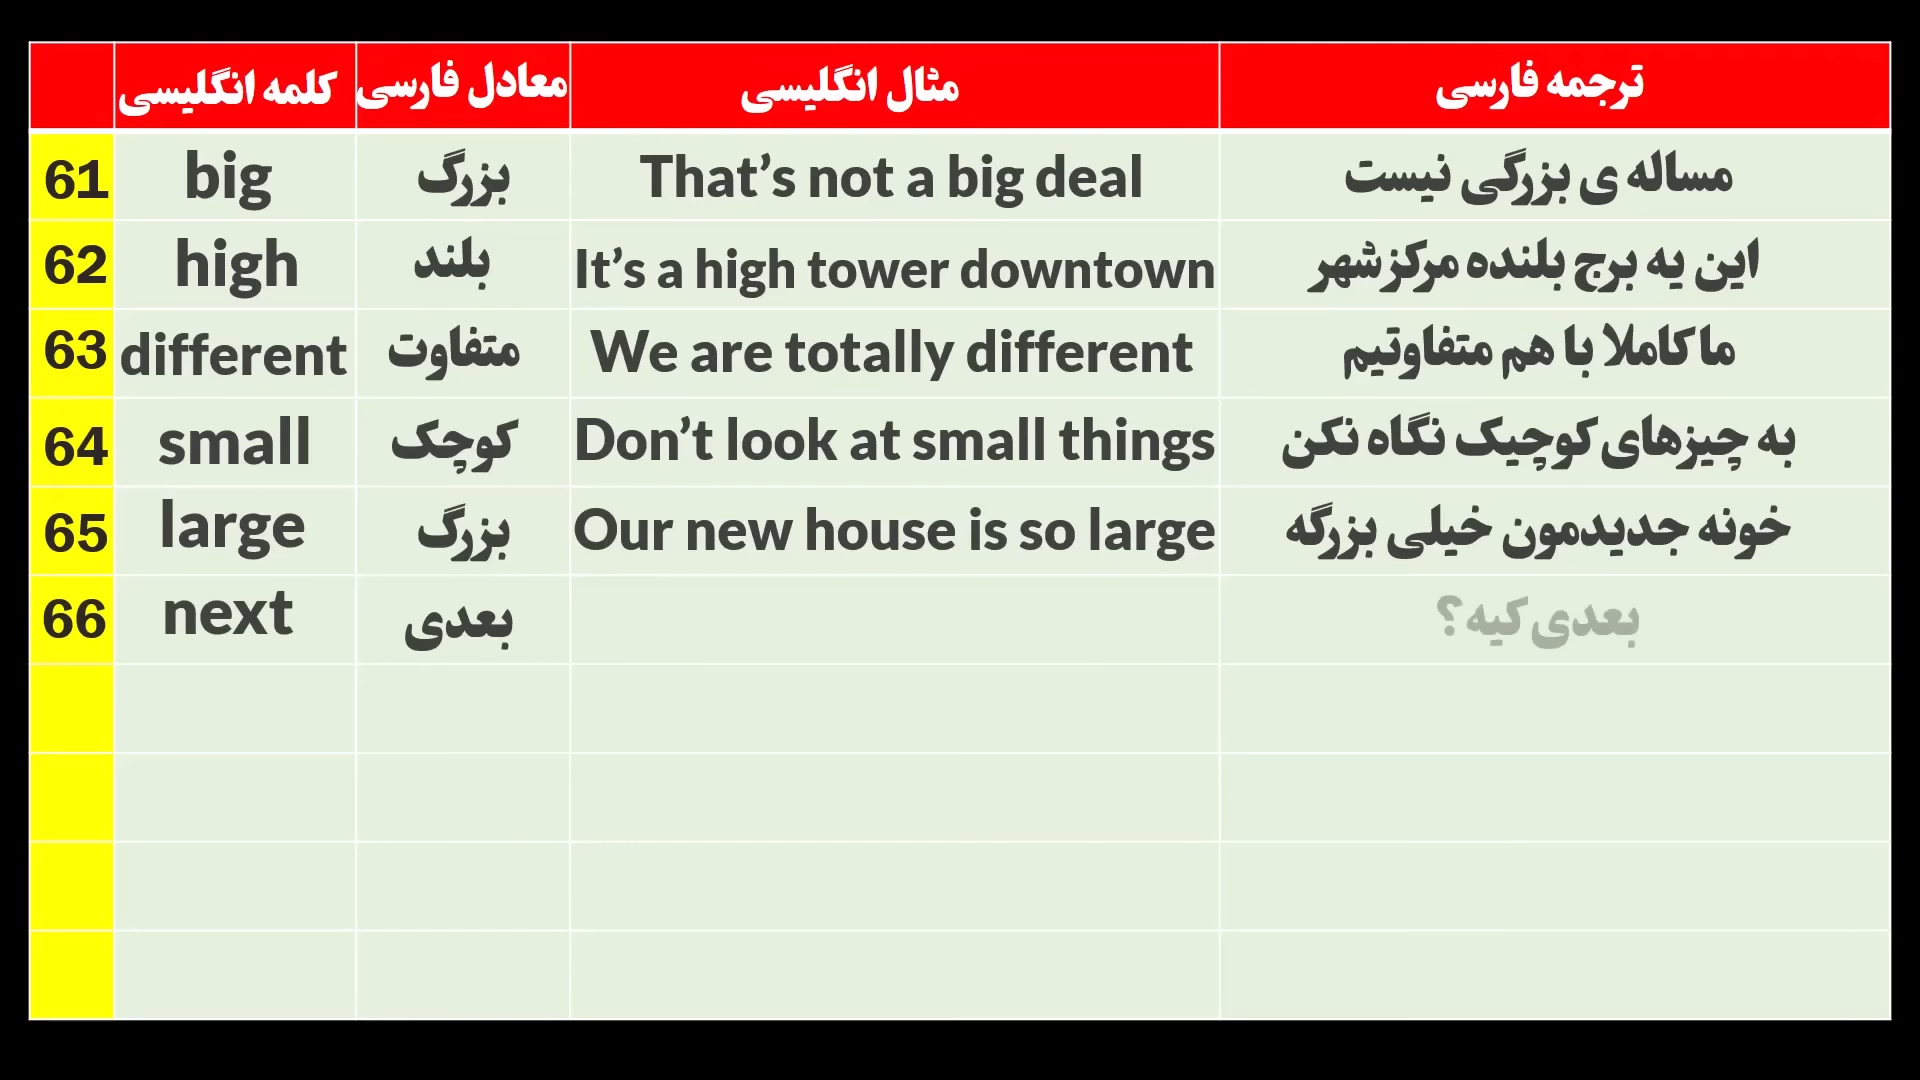 کلمه انگلیسی معادل فارسی مثال انگلیسی ترجمه فارسی
61 big بزرگ That’s not a big deal مساله ی بزرگی نیست
62 high بلند It’s a high tower downtown این یه برج بلنده مرکز شهر
63 different متفاوت We are totally different ما کاملا با هم متفاوتیم
64 small کوچک Don’t look at small things به چیزهای کوچیک نگاه نکن
65 large بزرگ Our new house is so large خونه جدیدمون خیلی بزرگه
66 next بعدی بعدی کیه؟